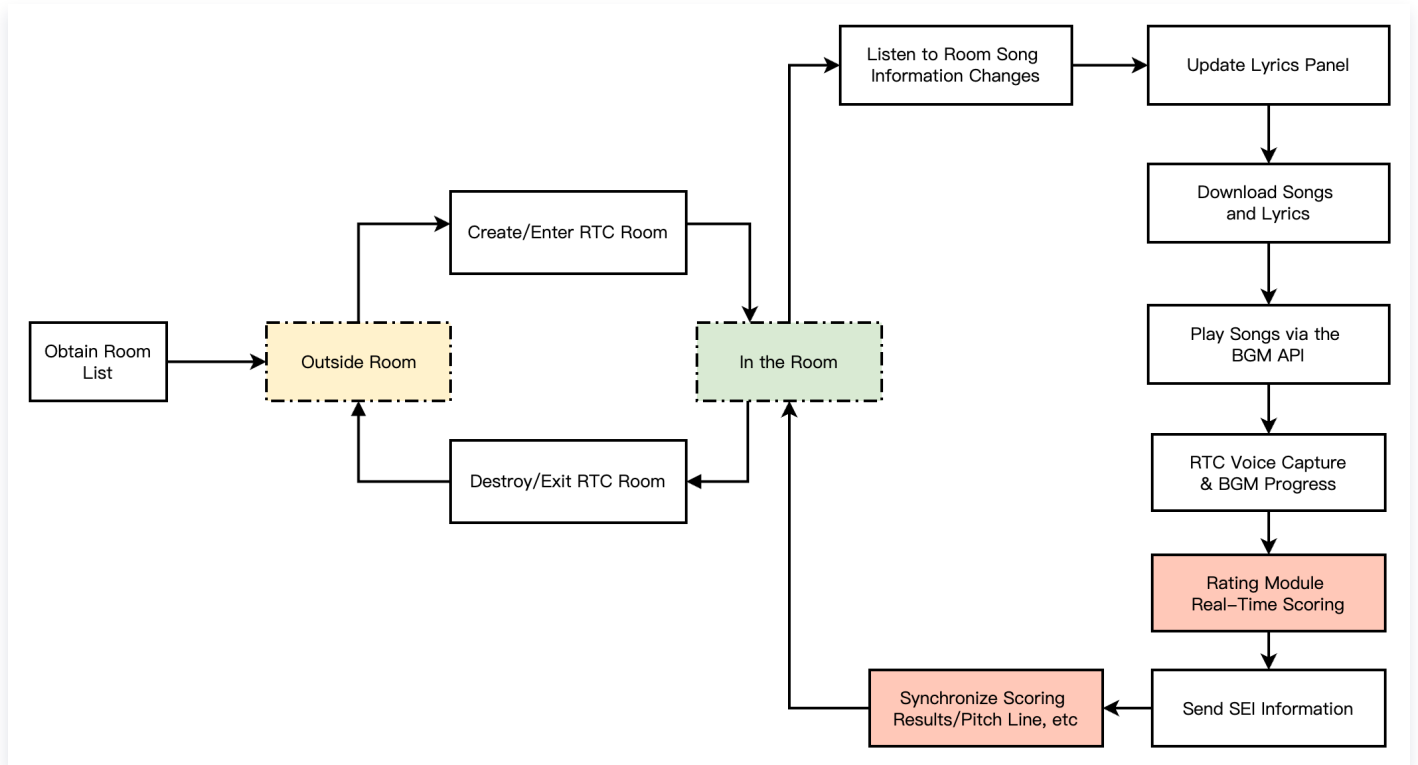 Listen to Room Song
Information Changes
Update Lyrics Panel
Download Songs
and Lyrics
Create/Enter RTC Room
Obtain Room
List
Outside Room
In the Room
Play Songs via the
BGM API
Destroy/Exit RTC Room
RTC Voice Capture
& BGM Progress
Rating Module
Real-Time Scoring
Synchronize Scoring
Results/Pitch Line, etc
Send SEI Information